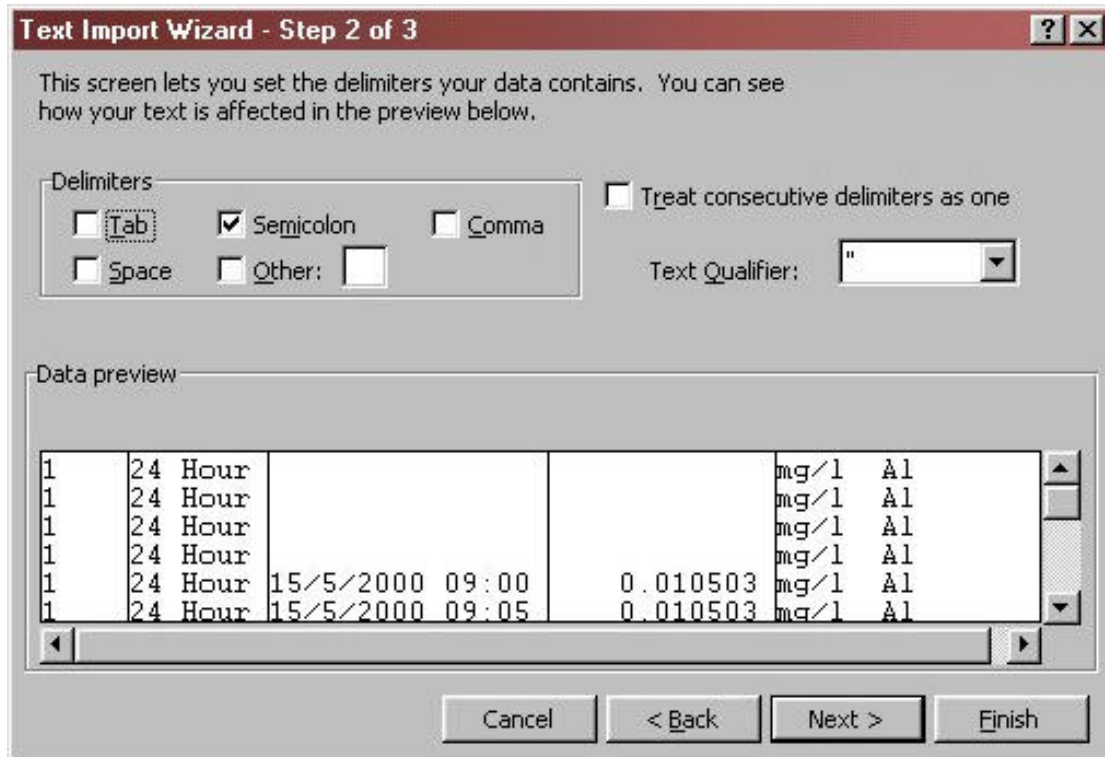 Text Import Wizard - Step 2 of 3
This screen lets you set the delimiters your data contains. You can see
how your text is affected in the preview below.
Delimiters
Tab Semicolon Comma
Space Other:
Treat consecutive delimiters as one
Text Qualifier: "
Data preview
1 24 Hour mg/l Al
1 24 Hour mg/l Al
1 24 Hour mg/l Al
1 24 Hour mg/l Al
1 24 Hour 15/5/2000 09:00 0.010503 mg/l Al
1 24 Hour 15/5/2000 09:05 0.010503 mg/l Al
Cancel < Back Next > Finish